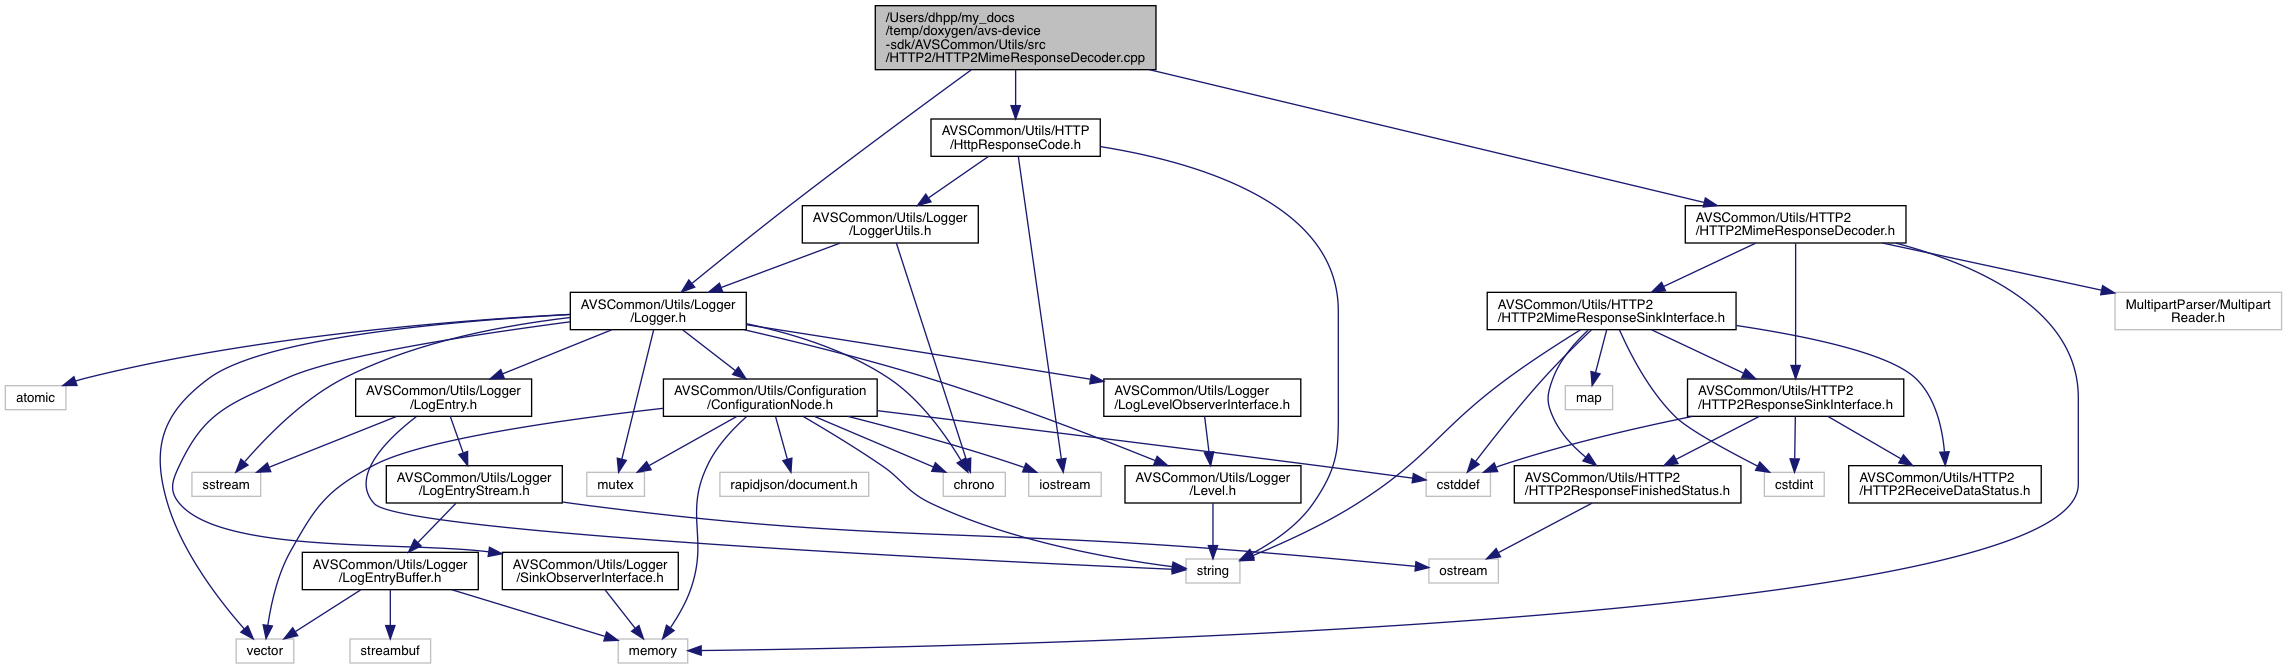 /Users/dhpp/my_docs
/temp/doxygen/avs-device
-sdk/AVSCommon/Utils/src
/HTTP2/HTTP2MimeResponseDecoder.cpp
AVSCommon/Utils/HTTP
/HttpResponseCode.h
AVSCommon/Utils/Logger
/LoggerUtils.h
AVSCommon/Utils/HTTP2
/HTTP2MimeResponseDecoder.h
AVSCommon/Utils/Logger
/Logger.h
AVSCommon/Utils/HTTP2
/HTTP2MimeResponseSinkInterface.h
MultipartParser/Multipart
Reader.h
atomic
AVSCommon/Utils/Logger
/LogEntry.h
AVSCommon/Utils/Configuration
/ConfigurationNode.h
AVSCommon/Utils/Logger
/LogLevelObserverInterface.h
map
AVSCommon/Utils/HTTP2
/HTTP2ResponseSinkInterface.h
sstream
AVSCommon/Utils/Logger
/LogEntryStream.h
mutex
rapidjson/document.h
chrono
iostream
AVSCommon/Utils/Logger
/Level.h
cstddef
AVSCommon/Utils/HTTP2
/HTTP2ResponseFinishedStatus.h
cstdint
AVSCommon/Utils/HTTP2
/HTTP2ReceiveDataStatus.h
AVSCommon/Utils/Logger
/LogEntryBuffer.h
AVSCommon/Utils/Logger
/SinkObserverInterface.h
string
ostream
vector
streambuf
memory